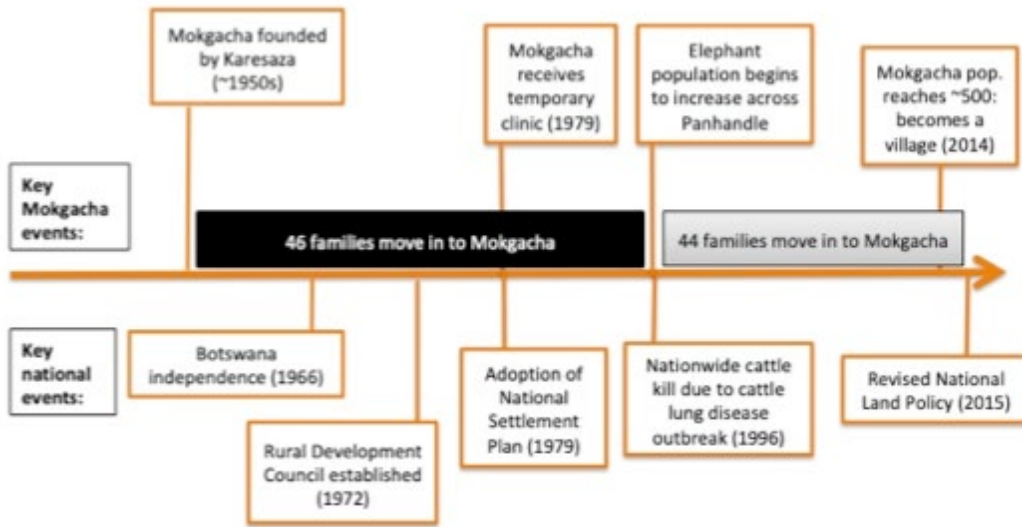 Mokgacha founded
by Karesaza
(~1950s)
Mokgacha
receives
temporary
clinic (1979)
Elephant
population begins
to increase across
Panhandle
Mokgacha pop.
reaches ~500:
becomes a
village (2014)
Key
Mokgacha
events:
46 families move in to Mokgacha
44 families move in to Mokgacha
Key
national
events:
Botswana
independence (1966)
Rural Development
Council established
(1972)
Adoption of
National
Settlement
Plan (1979)
Nationwide cattle
kill due to cattle
lung disease
outbreak (1996)
Revised National
Land Policy (2015)